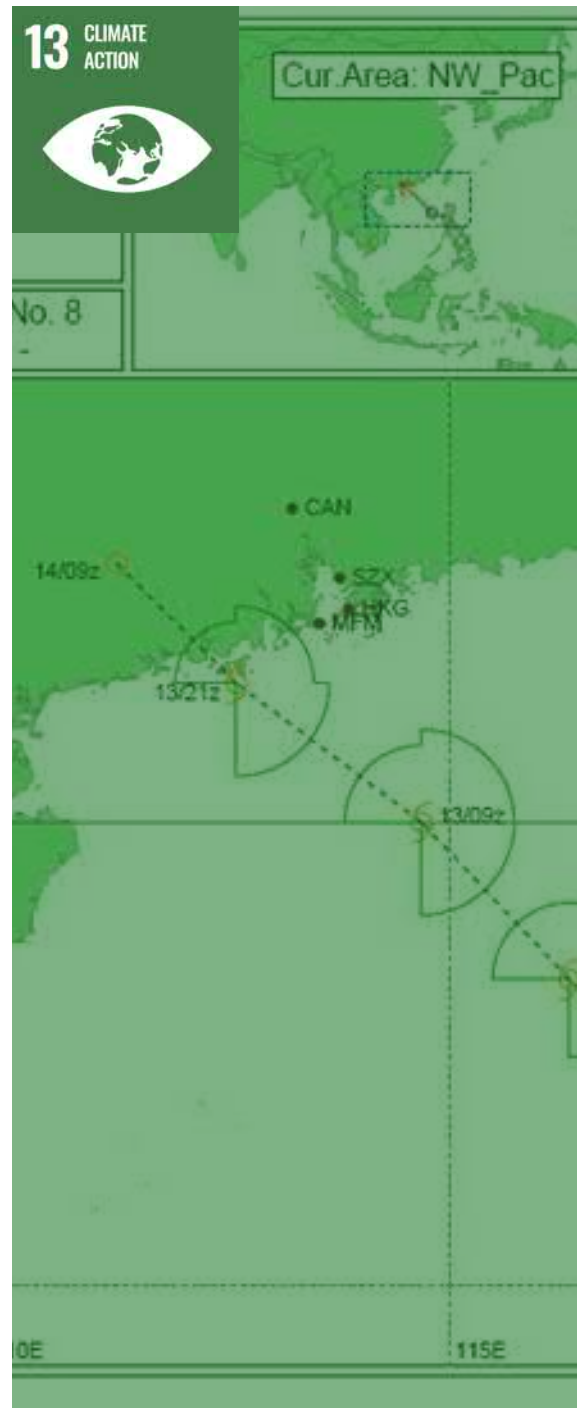 13 CLIMATE
ACTION
Cur.Area: NW_Pac
No. 8
-
CAN
14/09z
SZX
HKG
MFM
13/21z
13/09z
0E
115E